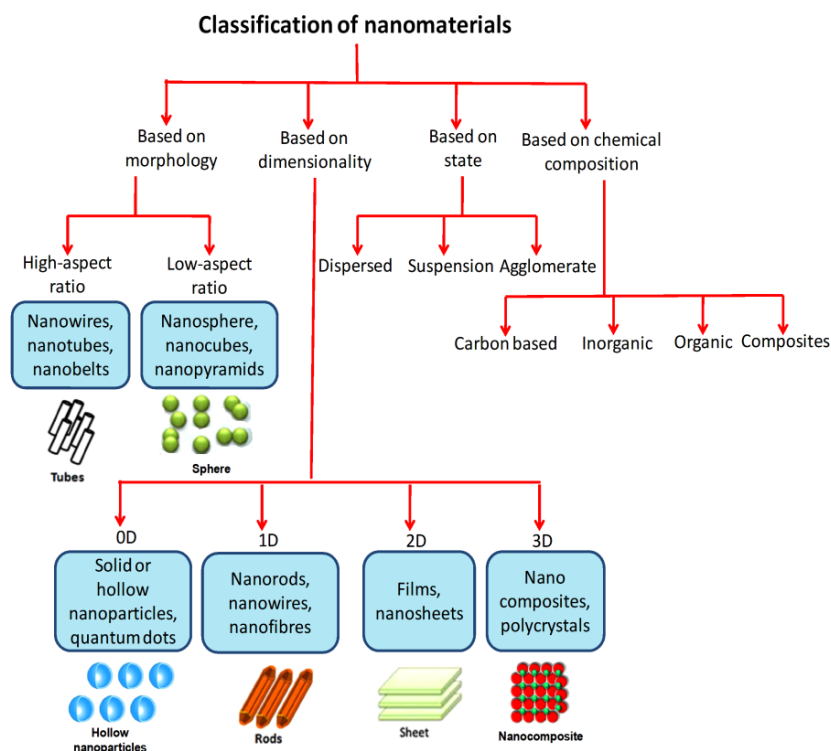 Classification of nanomaterials
Based on
morphology
Based on
dimensionality
Based on
state
Based on chemical
composition
High-aspect
ratio
Low-aspect
ratio
Dispersed
Suspension
Agglomerate
Nanowires,
nanotubes,
nanobelts
Nanosphere,
nanocubes,
nanopyramids
Carbon based
Inorganic
Organic
Composites
Tubes
Sphere
0D
1D
2D
3D
Solid or
hollow
nanoparticles,
quantum dots
Nanorods,
nanowires,
nanofibres
Films,
nanosheets
Nano
composites,
polycrystals
Hollow
nanoparticles
Rods
Sheet
Nanocomposite